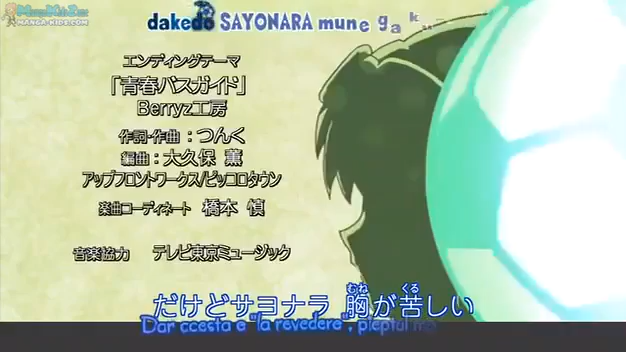 MANGA-KIDS.COM
dakedo SAYONARA mune ga k
エンディングテーマ
「青春バスガイド」
Berryz工房
作詞・作曲：つんく
編曲：大久保 薫
アップフロントワークス/ピッコロタウン
楽曲コーディネート 橋本 慎
音楽協力 テレビ東京ミュージック
むね くる
だけどサヨナラ 胸が苦しい
Dar ccesta e "la revedere", pieptul